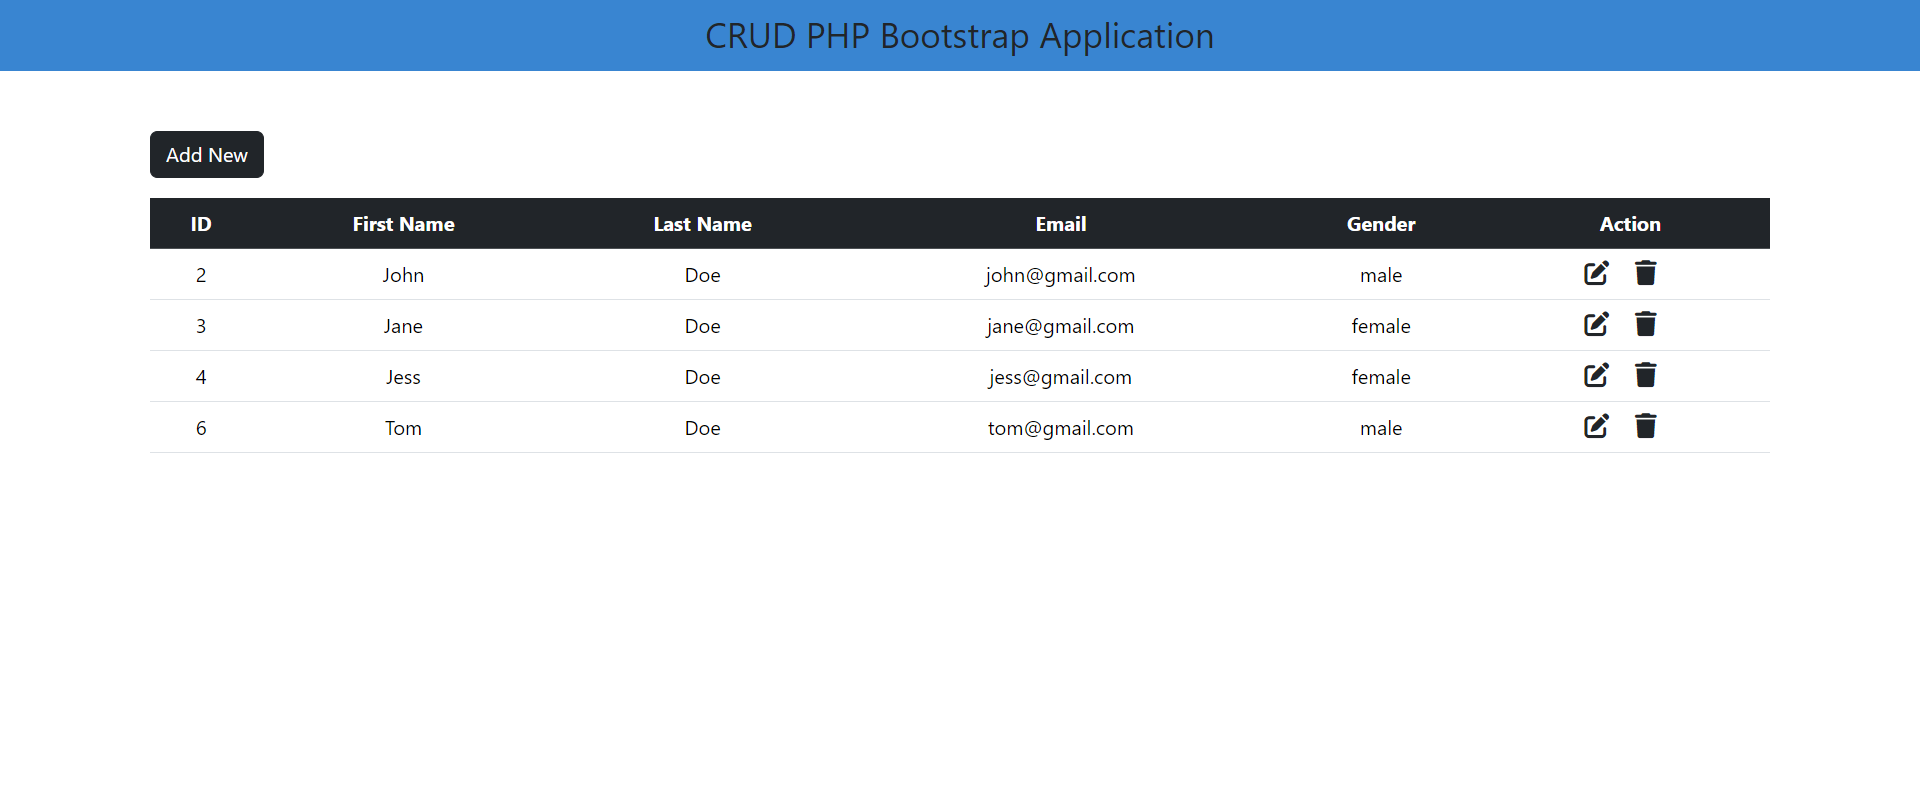 CRUD PHP Bootstrap Application
Add New
ID First Name Last Name Email Gender Action
2 John Doe john@gmail.com male
3 Jane Doe jane@gmail.com female
4 Jess Doe jess@gmail.com female
6 Tom Doe tom@gmail.com male